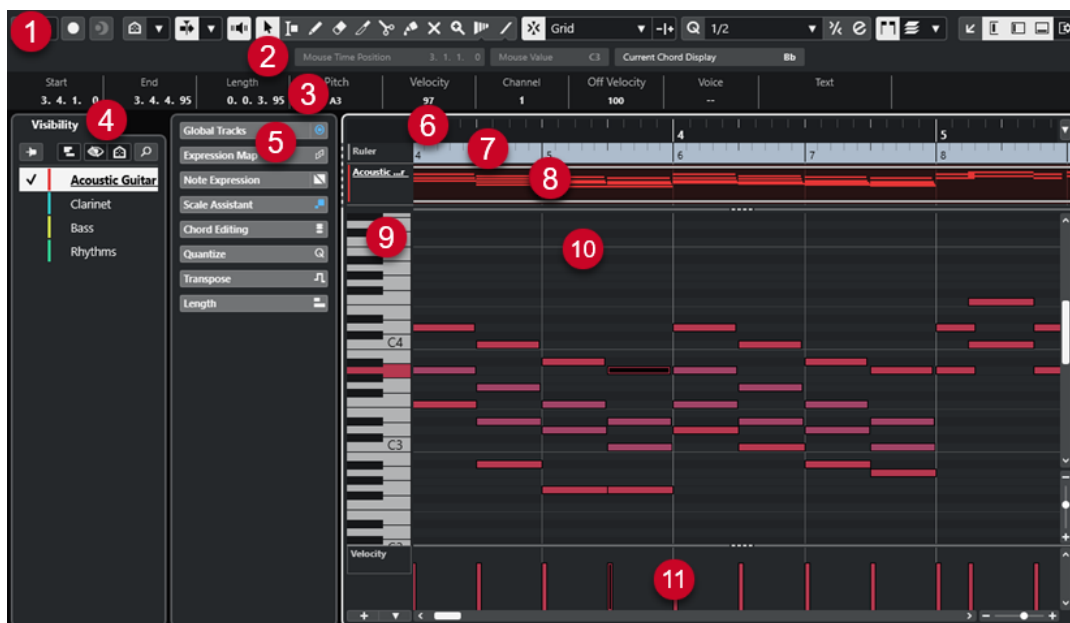 1
Grid
Q 1/2
2
Mouse Time Position 3. 1. 1. 0 Mouse Value C3 Current Chord Display Bb
Start End Length Pitch Velocity Channel Off Velocity Voice Text
3. 4. 1. 0 3. 4. 4. 95 0. 0. 3. 95 A3 97 1 100 --
3
Visibility
4
Acoustic Guitar
Clarinet
Bass
Rhythms
Global Tracks
5
Expression Map
Note Expression
Scale Assistant
Chord Editing
Quantize Q
Transpose
Length
6
4 5
7
Ruler
4 5 6 7 8
Acoustic ...r
8
9
10
C4
C3
Velocity
11